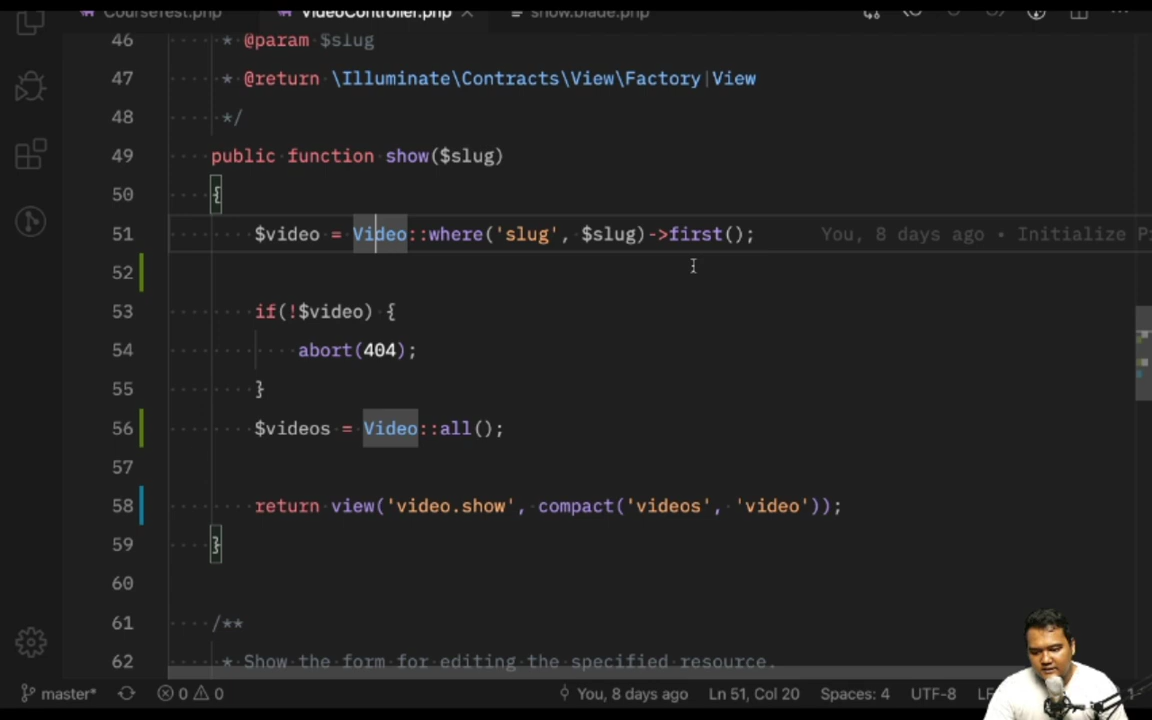 CourseTest.php VideoController.php show.blade.php
46 * @param $slug
47 * @return \Illuminate\Contracts\View\Factory|View
48 */
49 public function show($slug)
50 {
51 $video = Video::where('slug', $slug)->first(); You, 8 days ago • Initialize
52
53 if(!$video) {
54 abort(404);
55 }
56 $videos = Video::all();
57
58 return view('video.show', compact('videos', 'video'));
59 }
60
61 /**
62 * Show the form for editing the specified resource.
master* 0 0 You, 8 days ago Ln 51, Col 20 Spaces: 4 UTF-8